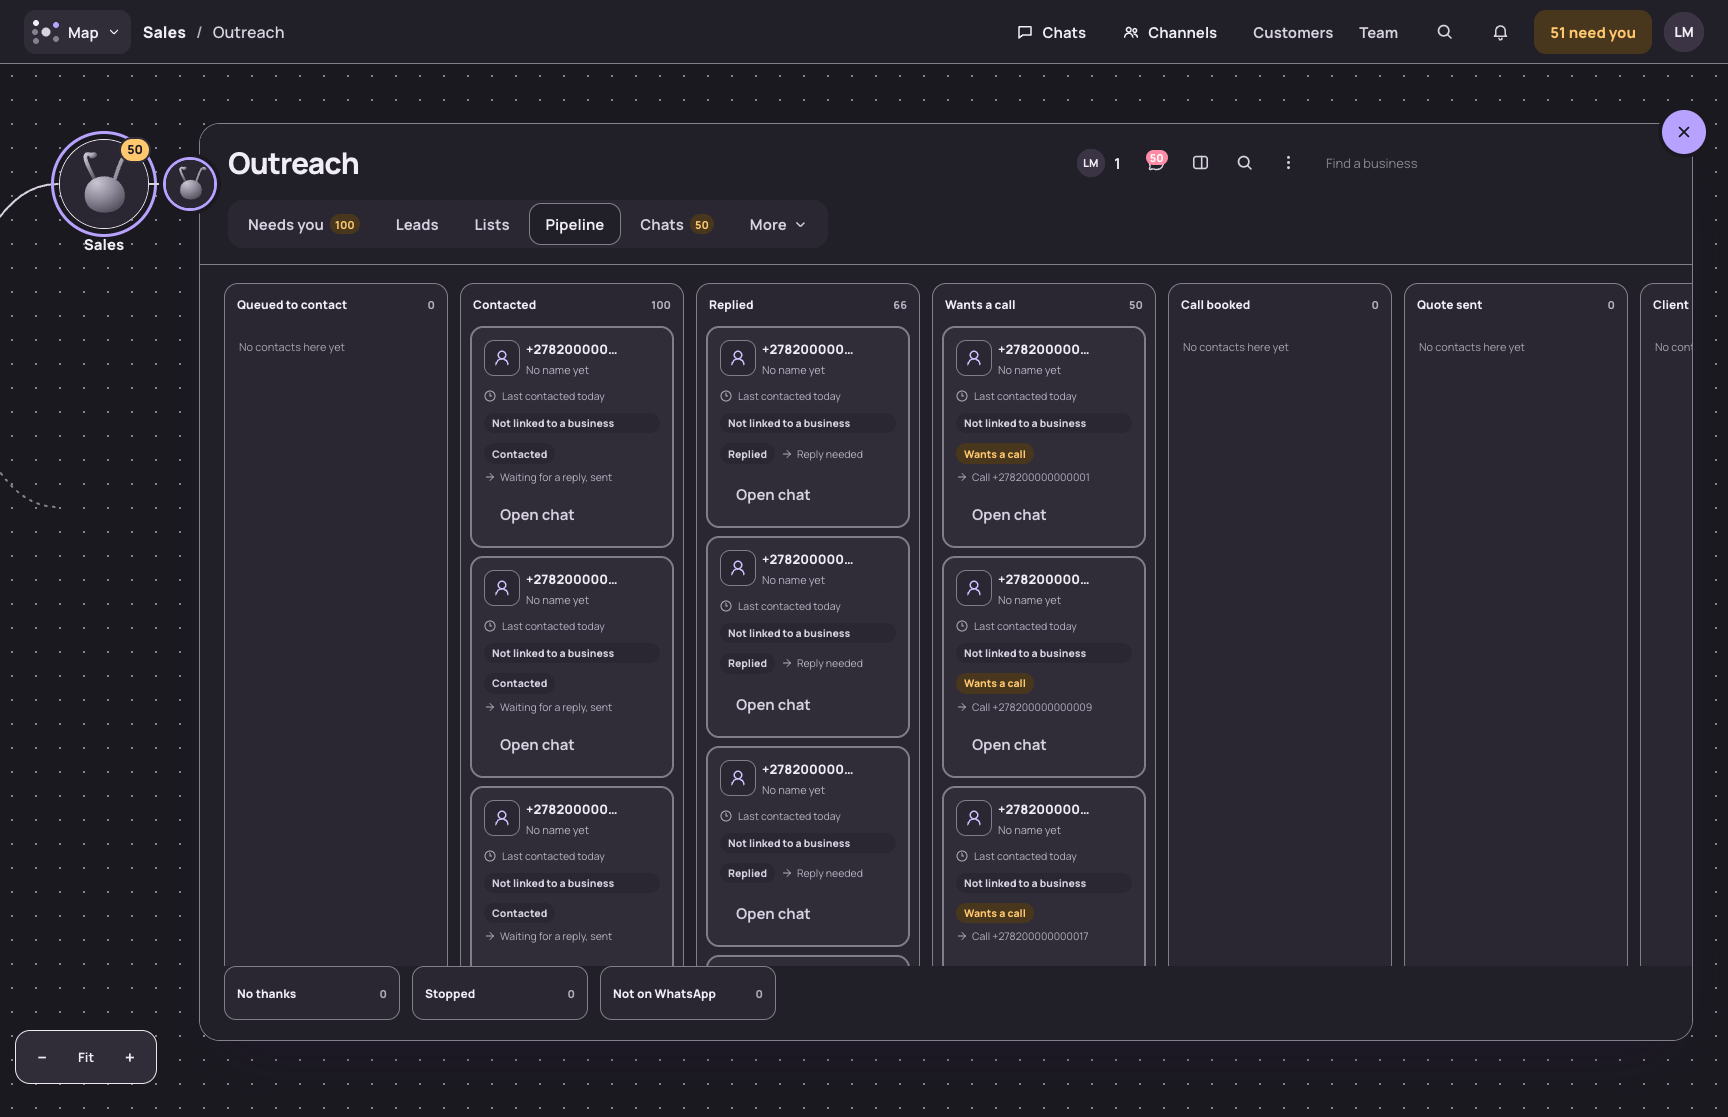 Map
Sales / Outreach
Chats
Channels
Customers
Team
51 need you
LM
50
Sales
Outreach
LM 1
50
Find a business
Needs you 100
Leads
Lists
Pipeline
Chats 50
More
Queued to contact 0
No contacts here yet
Contacted 100
+278200000...
No name yet
Last contacted today
Not linked to a business
Contacted
→ Waiting for a reply, sent
Open chat
+278200000...
No name yet
Last contacted today
Not linked to a business
Contacted
→ Waiting for a reply, sent
Open chat
+278200000...
No name yet
Last contacted today
Not linked to a business
Contacted
→ Waiting for a reply, sent
Replied 66
+278200000...
No name yet
Last contacted today
Not linked to a business
Replied → Reply needed
Open chat
+278200000...
No name yet
Last contacted today
Not linked to a business
Replied → Reply needed
Open chat
+278200000...
No name yet
Last contacted today
Not linked to a business
Replied → Reply needed
Open chat
Wants a call 50
+278200000...
No name yet
Last contacted today
Not linked to a business
Wants a call
→ Call +278200000000001
Open chat
+278200000...
No name yet
Last contacted today
Not linked to a business
Wants a call
→ Call +278200000000009
Open chat
+278200000...
No name yet
Last contacted today
Not linked to a business
Wants a call
→ Call +278200000000017
Call booked 0
No contacts here yet
Quote sent 0
No contacts here yet
Client
No cont
No thanks 0
Stopped 0
Not on WhatsApp 0
− Fit +